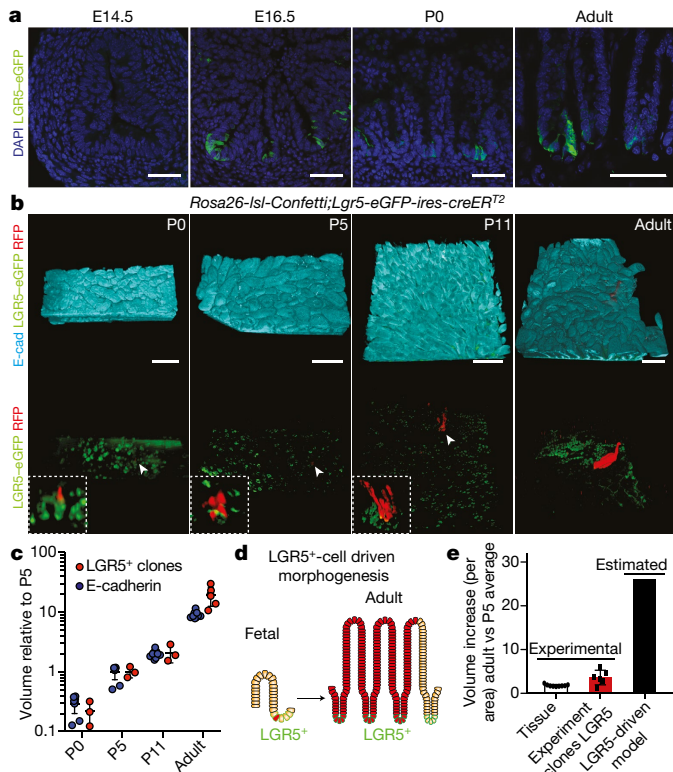 a
E14.5 E16.5 P0 Adult
DAPI LGR5–eGFP
b
Rosa26-lsl-Confetti;Lgr5-eGFP-ires-creERT2
P0 P5 P11 Adult
E-cad LGR5–eGFP RFP
LGR5–eGFP RFP
c
Volume relative to P5
100
10
1
0.1
LGR5+ clones
E-cadherin
P0 P5 P11 Adult
d
LGR5+-cell driven
morphogenesis
Fetal
Adult
LGR5+ LGR5+
e
Volume increase (per
area) adult vs P5 average
30
20
10
0
Estimated
Experimental
Tissue
Experiment
clones LGR5
LGR5-driven
model